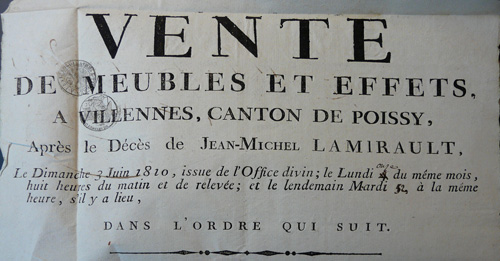 VENTE
DE MEUBLES ET EFFETS,
A VILLENNES, CANTON DE POISSY,
Après le Décès de JEAN-MICHEL LAMIRAULT,
Le Dimanche 3 Juin 1810, issue de l'Office divin; le Lundi 4 du même mois,
huit heures du matin et de relevée; et le lendemain Mardi à la même
heure, s'il y a lieu,
DANS L'ORDRE QUI SUIT.